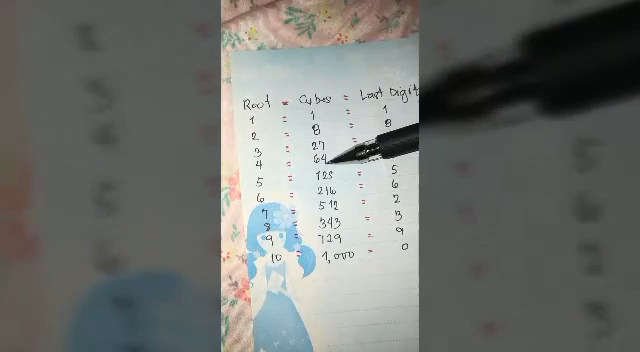 Root = Cubes = Last Digit
1 = 1 = 1
2 = 8 = 8
3 = 27
4 = 64
5 = 125 = 5
6 = 216 = 6
7 = 512 = 2
8 = 343 = 3
9 = 729 = 9
10 = 1,000 = 0